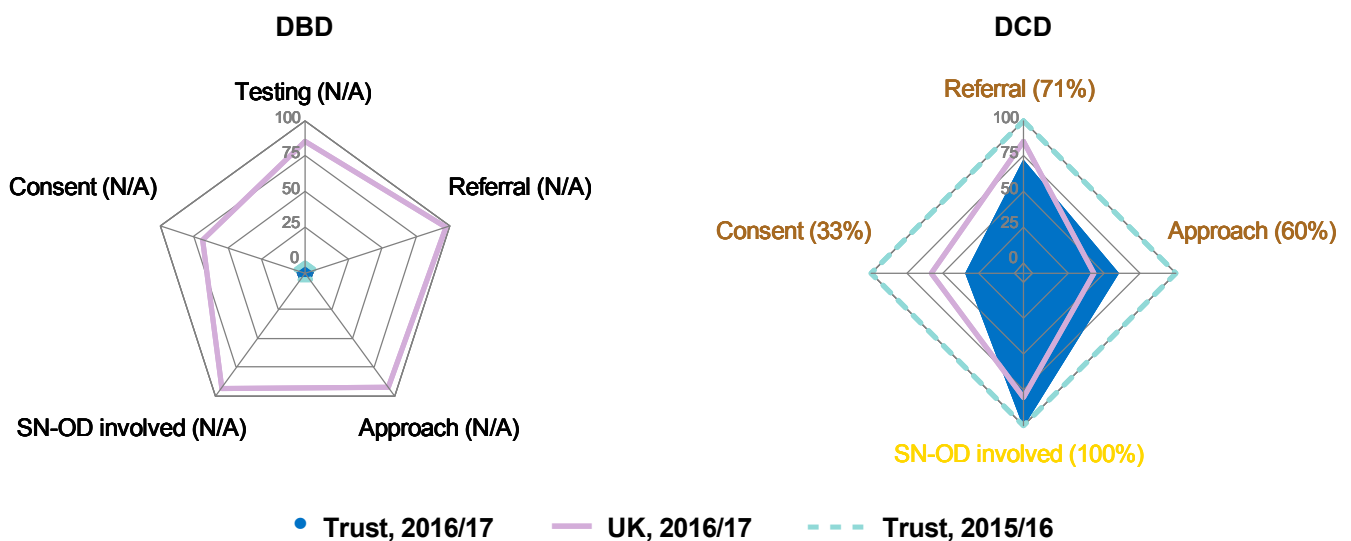 DBD
DCD
Testing (N/A)
Referral (71%)
100
75
50
25
0
100
75
50
25
0
Consent (N/A)
Referral (N/A)
Consent (33%)
Approach (60%)
SN-OD involved (N/A)
Approach (N/A)
SN-OD involved (100%)
Trust, 2016/17
UK, 2016/17
Trust, 2015/16